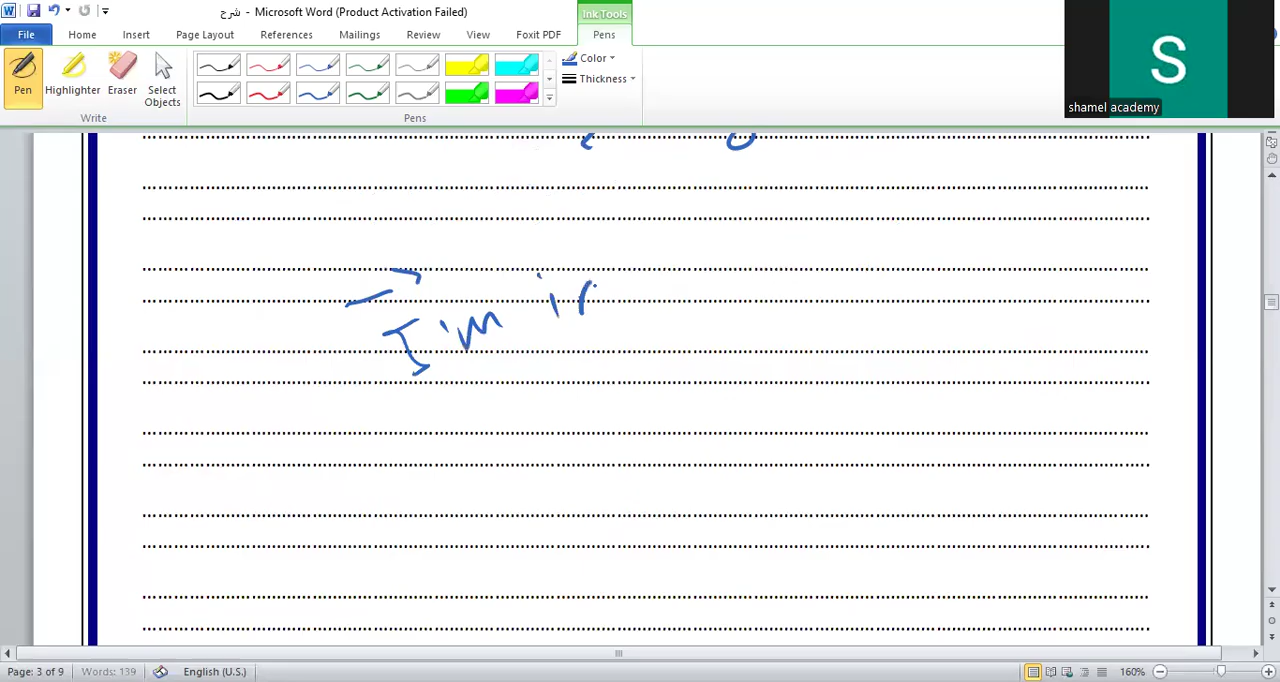 شرح - Microsoft Word (Product Activation Failed)
Ink Tools
File Home Insert Page Layout References Mailings Review View Foxit PDF Pens
Pen Highlighter Eraser Select Objects
Color
Thickness
Write Pens
shamel academy
S
I'm
Page: 3 of 9 Words: 139 English (U.S.) 160%